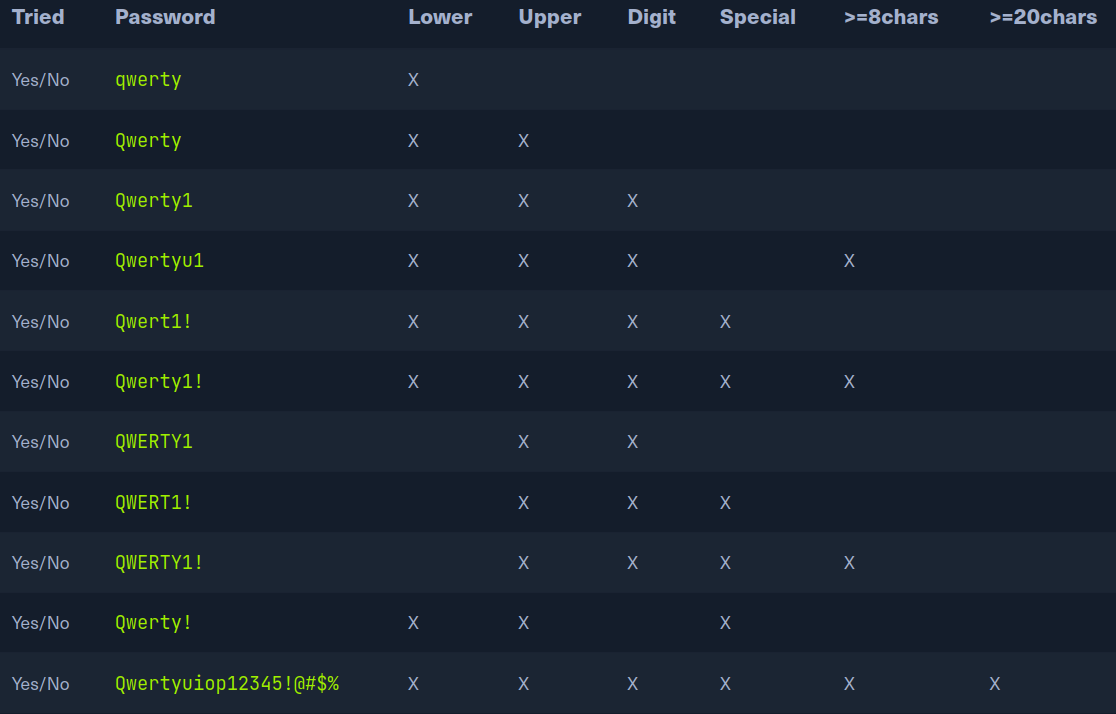 Tried Password Lower Upper Digit Special >=8chars >=20chars
Yes/No qwerty X
Yes/No Qwerty X X
Yes/No Qwerty1 X X X
Yes/No Qwertyu1 X X X X
Yes/No Qwert1! X X X X
Yes/No Qwerty1! X X X X X
Yes/No QWERTY1 X X
Yes/No QWERT1! X X X
Yes/No QWERTY1! X X X X
Yes/No Qwerty! X X X
Yes/No Qwertyuiop12345!@#$% X X X X X X